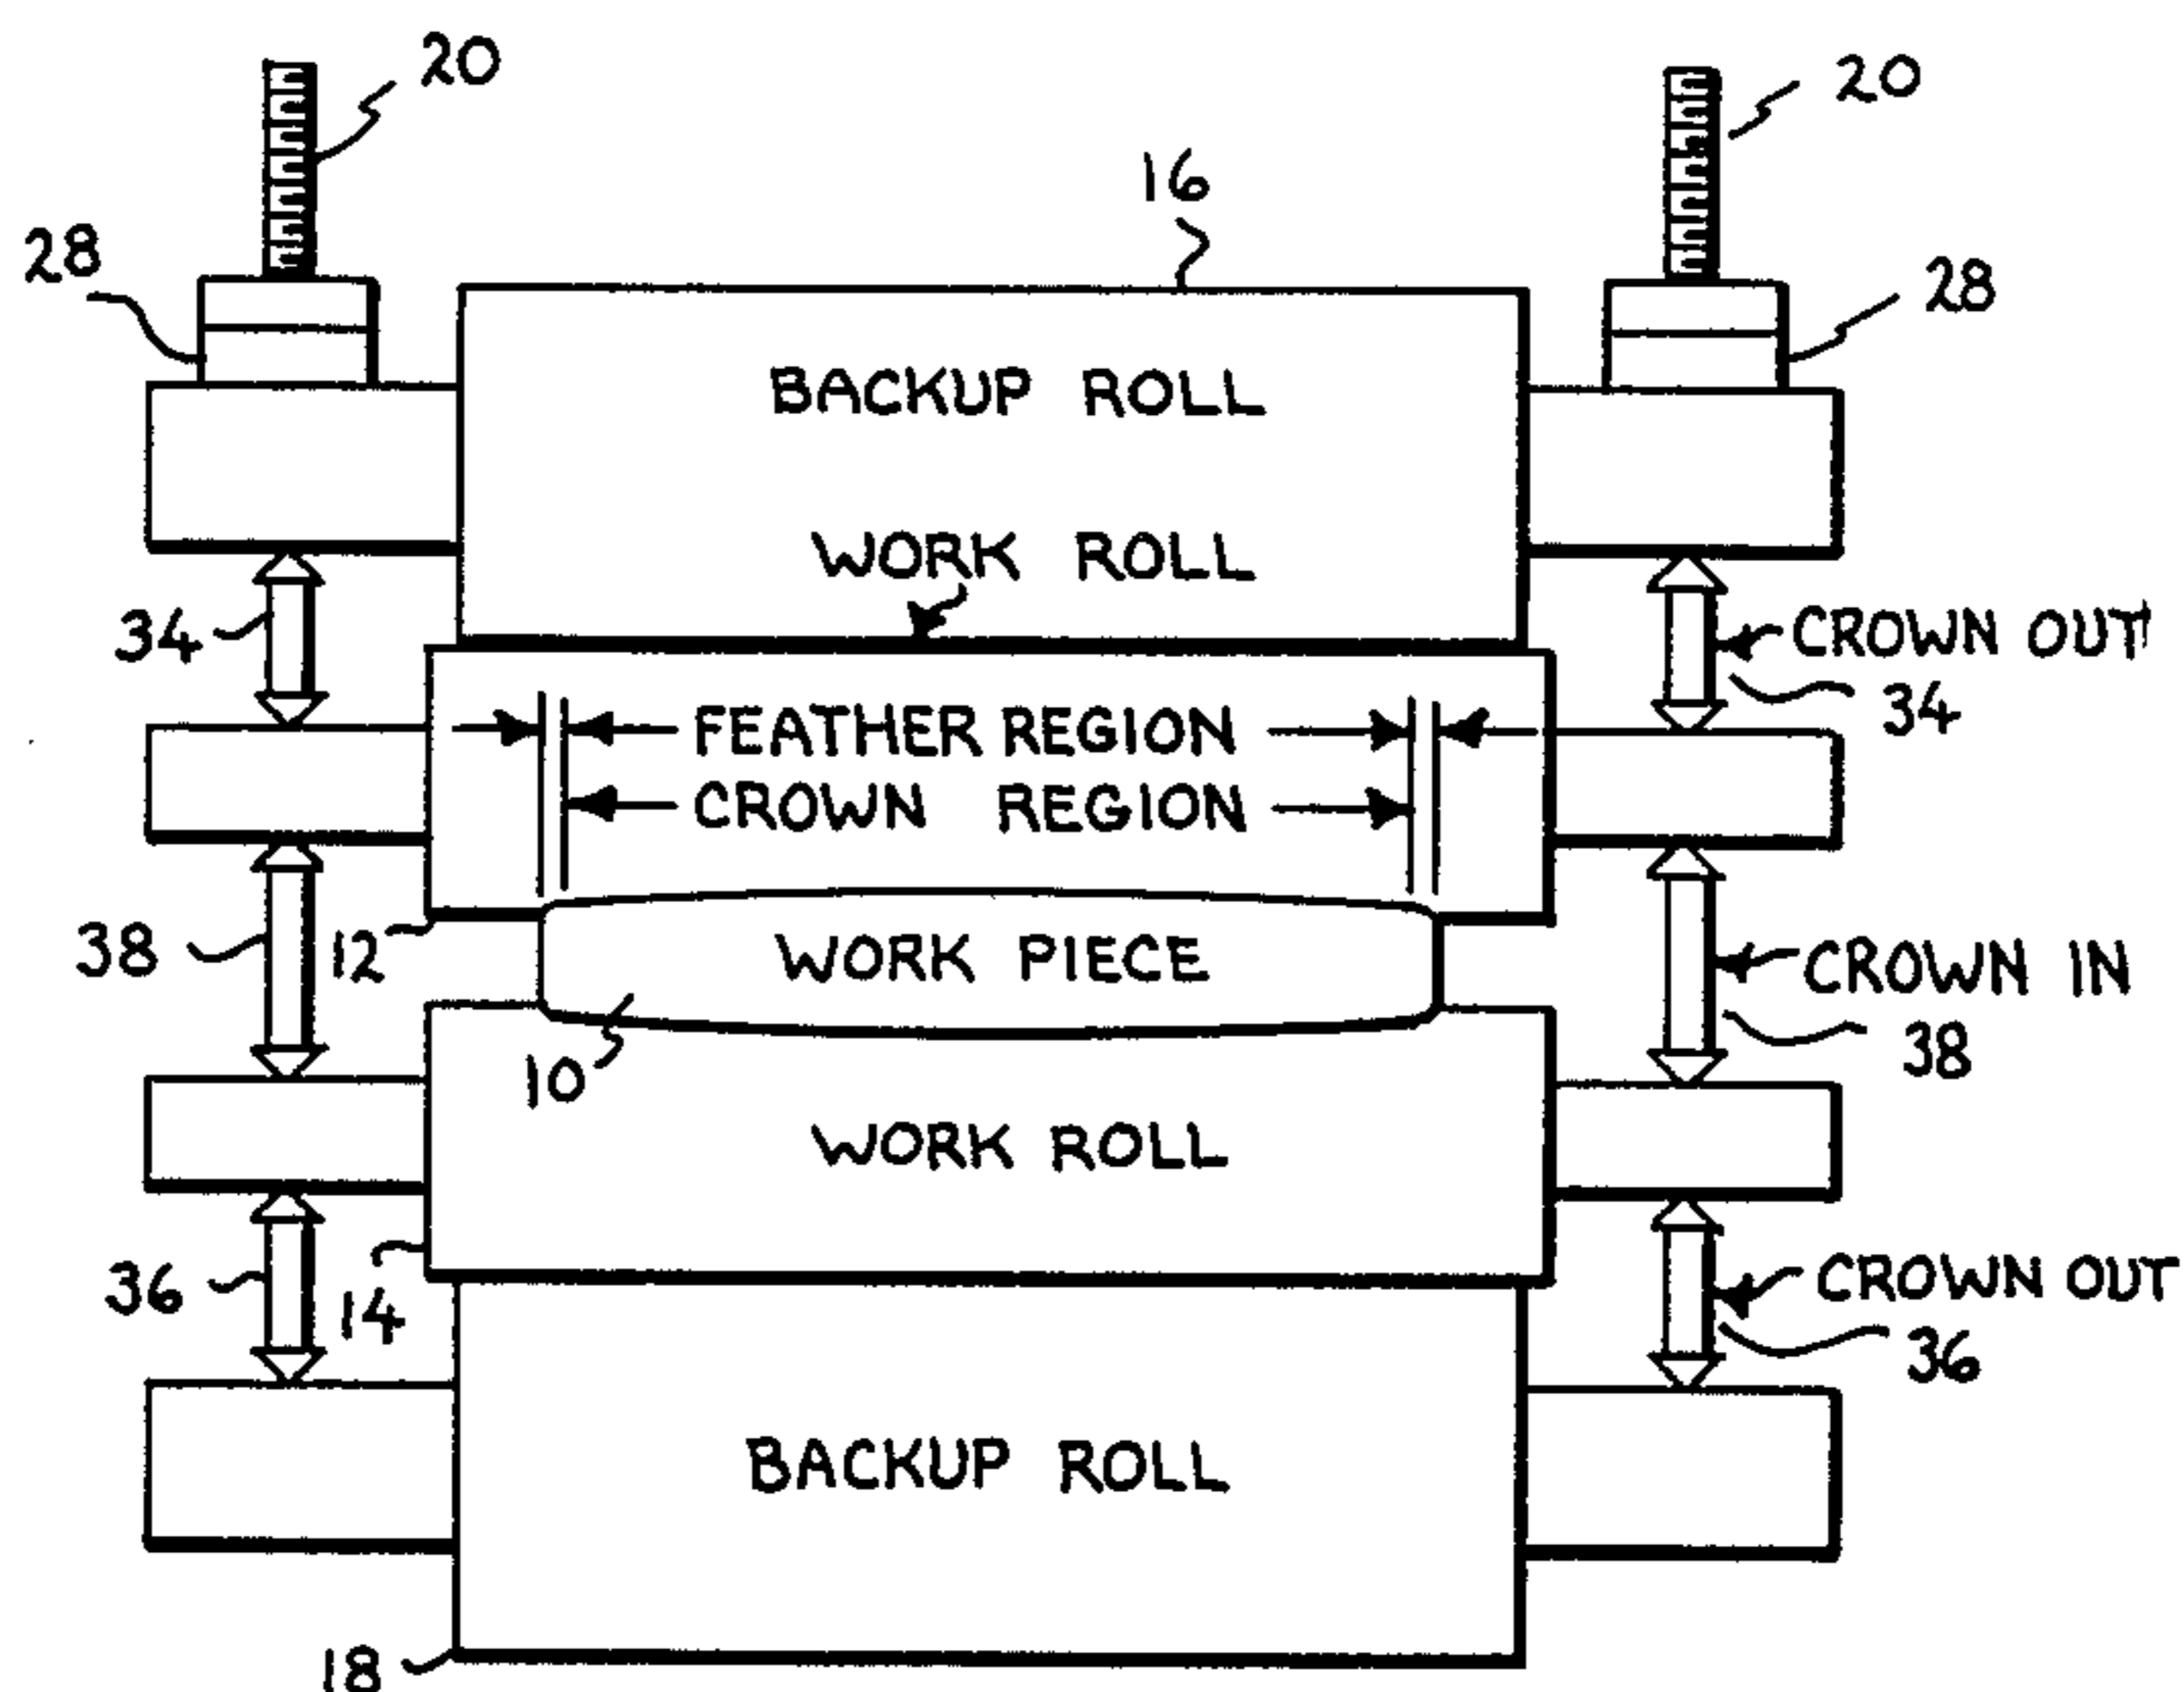 20
20
16
28
28
BACKUP ROLL
WORK ROLL
34
CROWN OUT
34
FEATHER REGION
CROWN REGION
38
12
WORK PIECE
CROWN IN
38
10
WORK ROLL
36
14
CROWN OUT
36
BACKUP ROLL
18